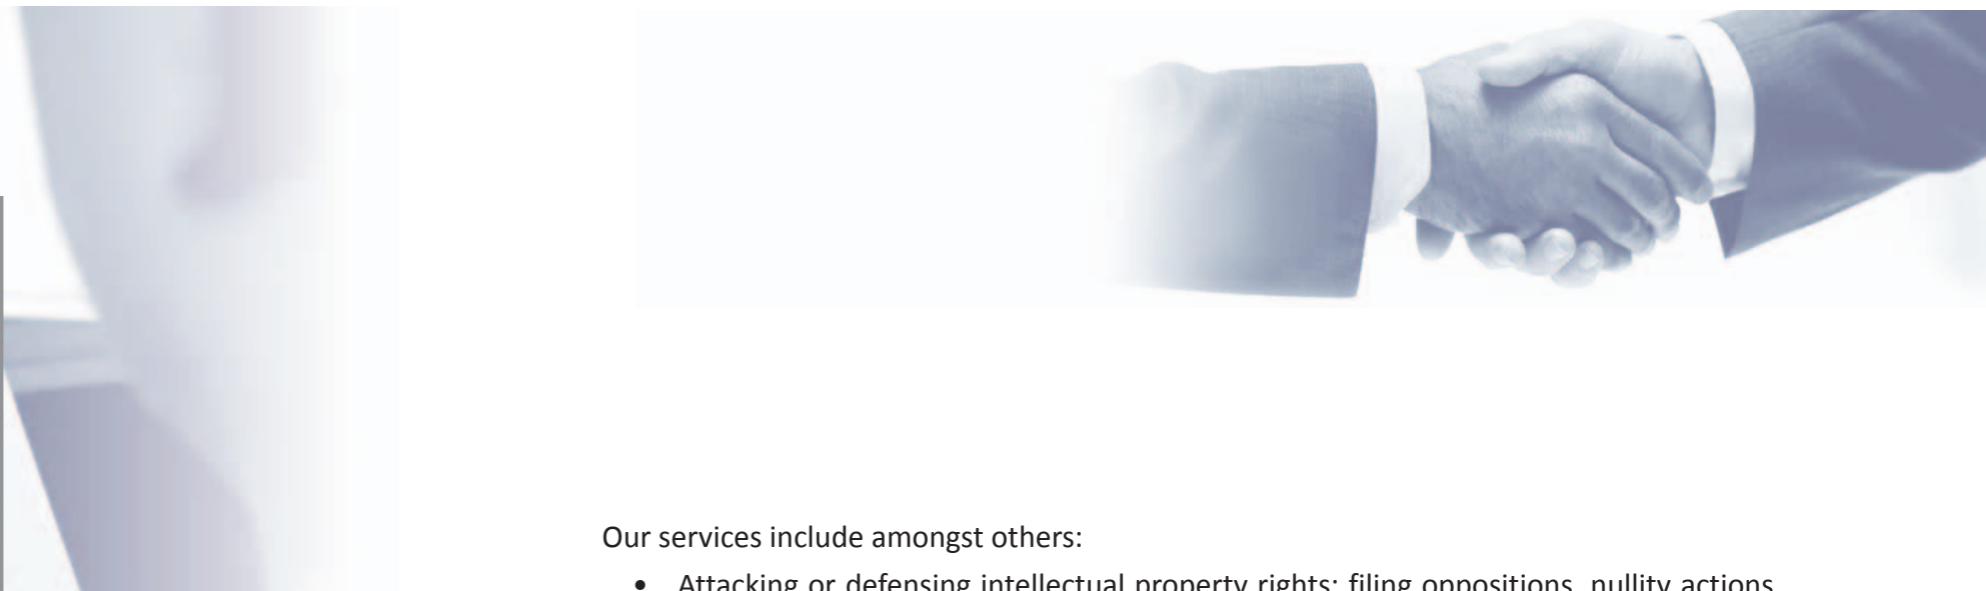 Our services include amongst others:
• Attacking or defensing intellectual property rights: filing oppositions, nullity actions